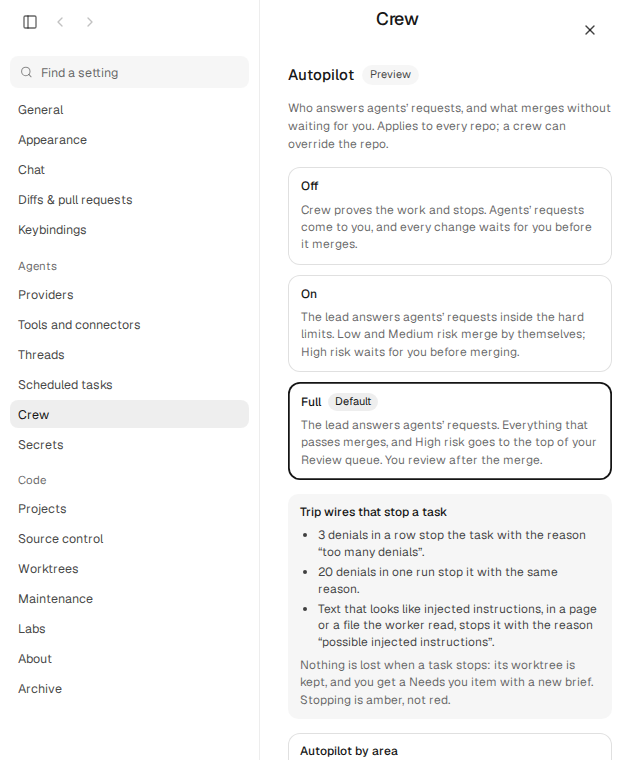 Crew
Find a setting
General
Appearance
Chat
Diffs & pull requests
Keybindings
Agents
Providers
Tools and connectors
Threads
Scheduled tasks
Crew
Secrets
Code
Projects
Source control
Worktrees
Maintenance
Labs
About
Archive
Autopilot Preview
Who answers agents’ requests, and what merges without
waiting for you. Applies to every repo; a crew can
override the repo.
Off
Crew proves the work and stops. Agents’ requests
come to you, and every change waits for you before
it merges.
On
The lead answers agents’ requests inside the hard
limits. Low and Medium risk merge by themselves;
High risk waits for you before merging.
Full Default
The lead answers agents’ requests. Everything that
passes merges, and High risk goes to the top of your
Review queue. You review after the merge.
Trip wires that stop a task
• 3 denials in a row stop the task with the reason
“too many denials”.
• 20 denials in one run stop it with the same
reason.
• Text that looks like injected instructions, in a page
or a file the worker read, stops it with the reason
“possible injected instructions”.
Nothing is lost when a task stops: its worktree is
kept, and you get a Needs you item with a new brief.
Stopping is amber, not red.
Autopilot by area